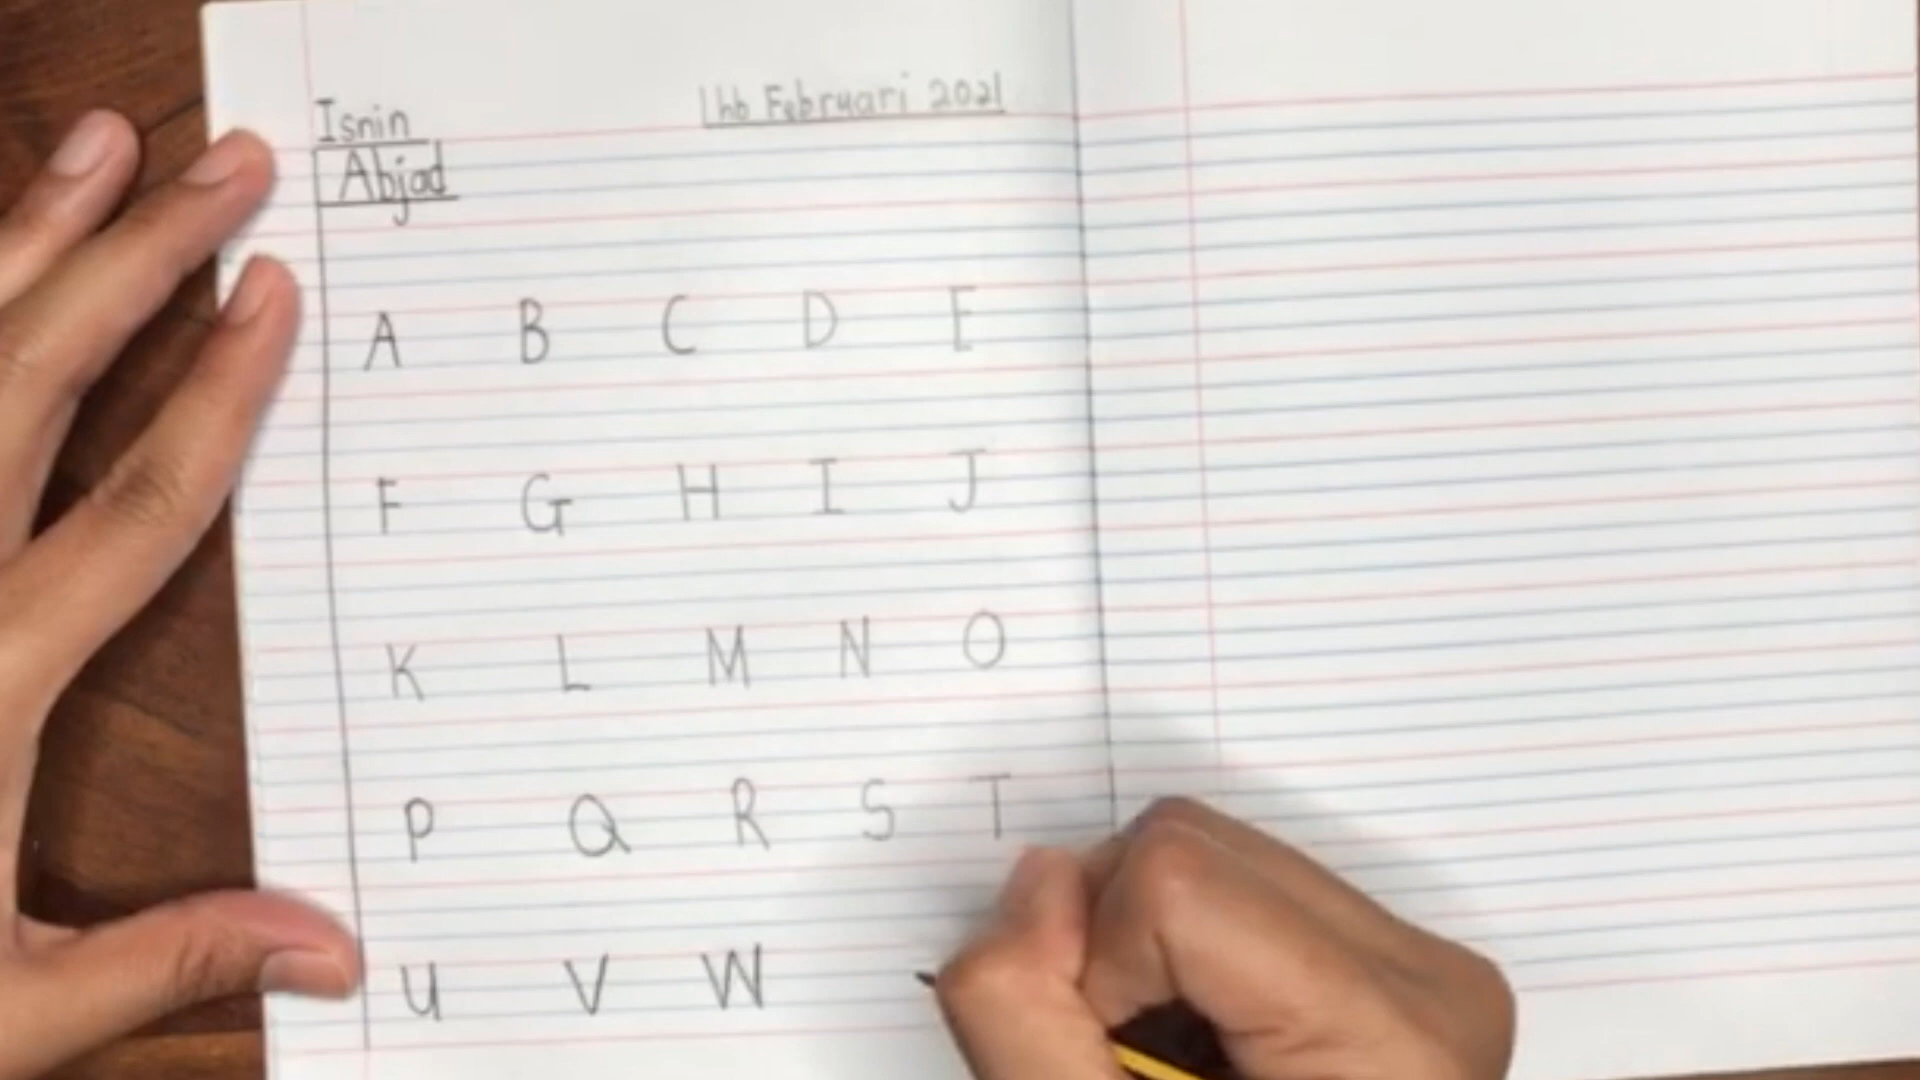 Isnin 1hb Februari 2021
Abjad
A B C D E
F G H I J
K L M N O
P Q R S T
U V W